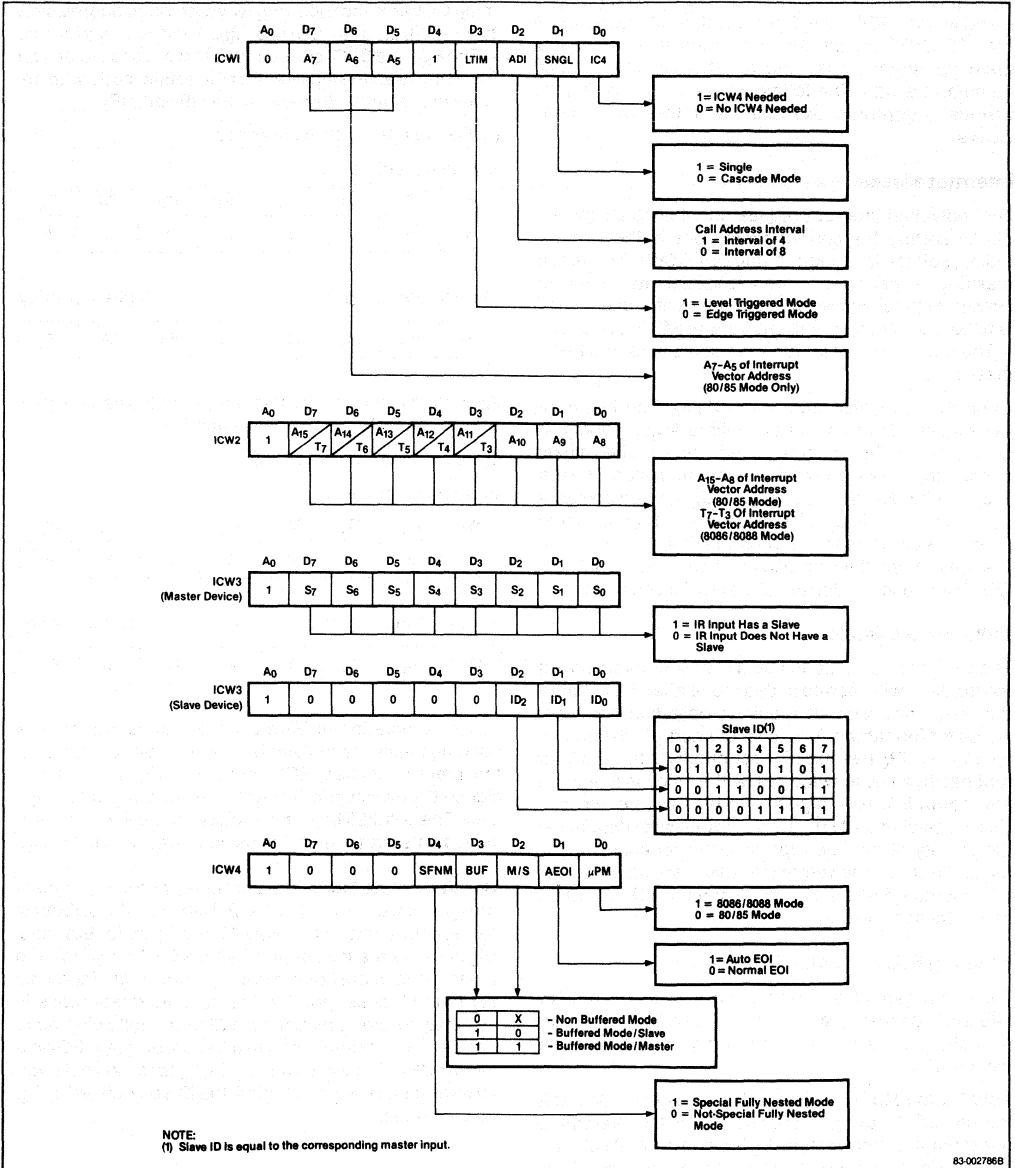 A0 D7 D6 D5 D4 D3 D2 D1 D0
ICW1 0 A7 A6 A5 1 LTIM ADI SNGL IC4
1= ICW4 Needed
0 = No ICW4 Needed
1 = Single
0 = Cascade Mode
Call Address Interval
1 = Interval of 4
0 = Interval of 8
1 = Level Triggered Mode
0 = Edge Triggered Mode
A7-A5 of Interrupt
Vector Address
(80/85 Mode Only)
A0 D7 D6 D5 D4 D3 D2 D1 D0
ICW2 1 A15/T7 A14/T6 A13/T5 A12/T4 A11/T3 A10 A9 A8
A15-A8 of Interrupt
Vector Address
(80/85 Mode)
T7-T3 Of Interrupt
Vector Address
(8086/8088 Mode)
A0 D7 D6 D5 D4 D3 D2 D1 D0
ICW3
(Master Device) 1 S7 S6 S5 S4 S3 S2 S1 S0
1 = IR Input Has a Slave
0 = IR Input Does Not Have a
Slave
A0 D7 D6 D5 D4 D3 D2 D1 D0
ICW3
(Slave Device) 1 0 0 0 0 0 ID2 ID1 ID0
Slave ID(1)
0 1 2 3 4 5 6 7
0 1 0 1 0 1 0 1
0 0 1 1 0 0 1 1
0 0 0 0 1 1 1 1
A0 D7 D6 D5 D4 D3 D2 D1 D0
ICW4 1 0 0 0 SFNM BUF M/S AEOI µPM
1 = 8086/8088 Mode
0 = 80/85 Mode
1= Auto EOI
0 = Normal EOI
0 X - Non Buffered Mode
1 0 - Buffered Mode/Slave
1 1 - Buffered Mode/Master
1 = Special Fully Nested Mode
0 = Not-Special Fully Nested
Mode
NOTE:
(1) Slave ID is equal to the corresponding master input.
83-002786B